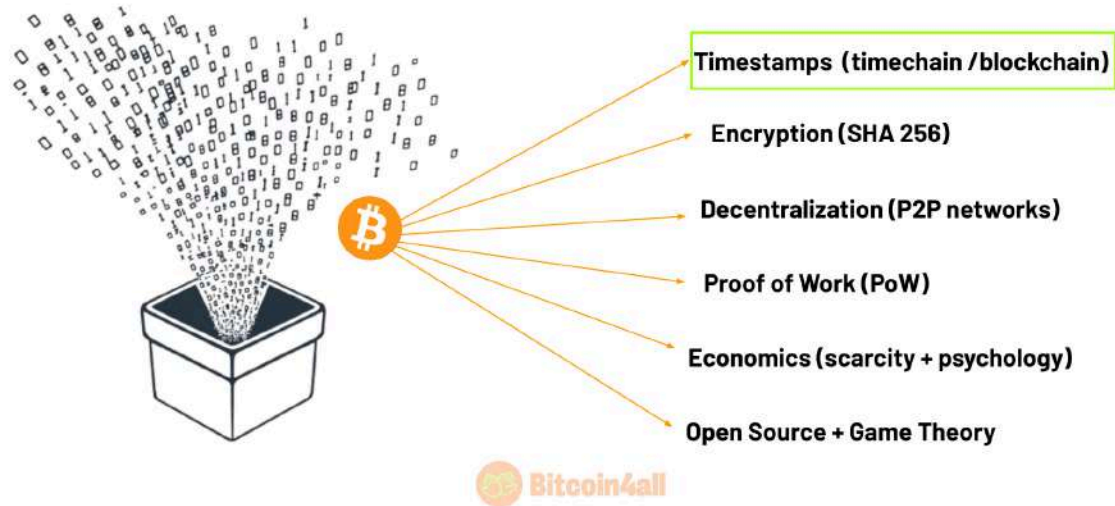 Timestamps (timechain /blockchain)
Encryption (SHA 256)
Decentralization (P2P networks)
Proof of Work (PoW)
Economics (scarcity + psychology)
Open Source + Game Theory
Bitcoin4all